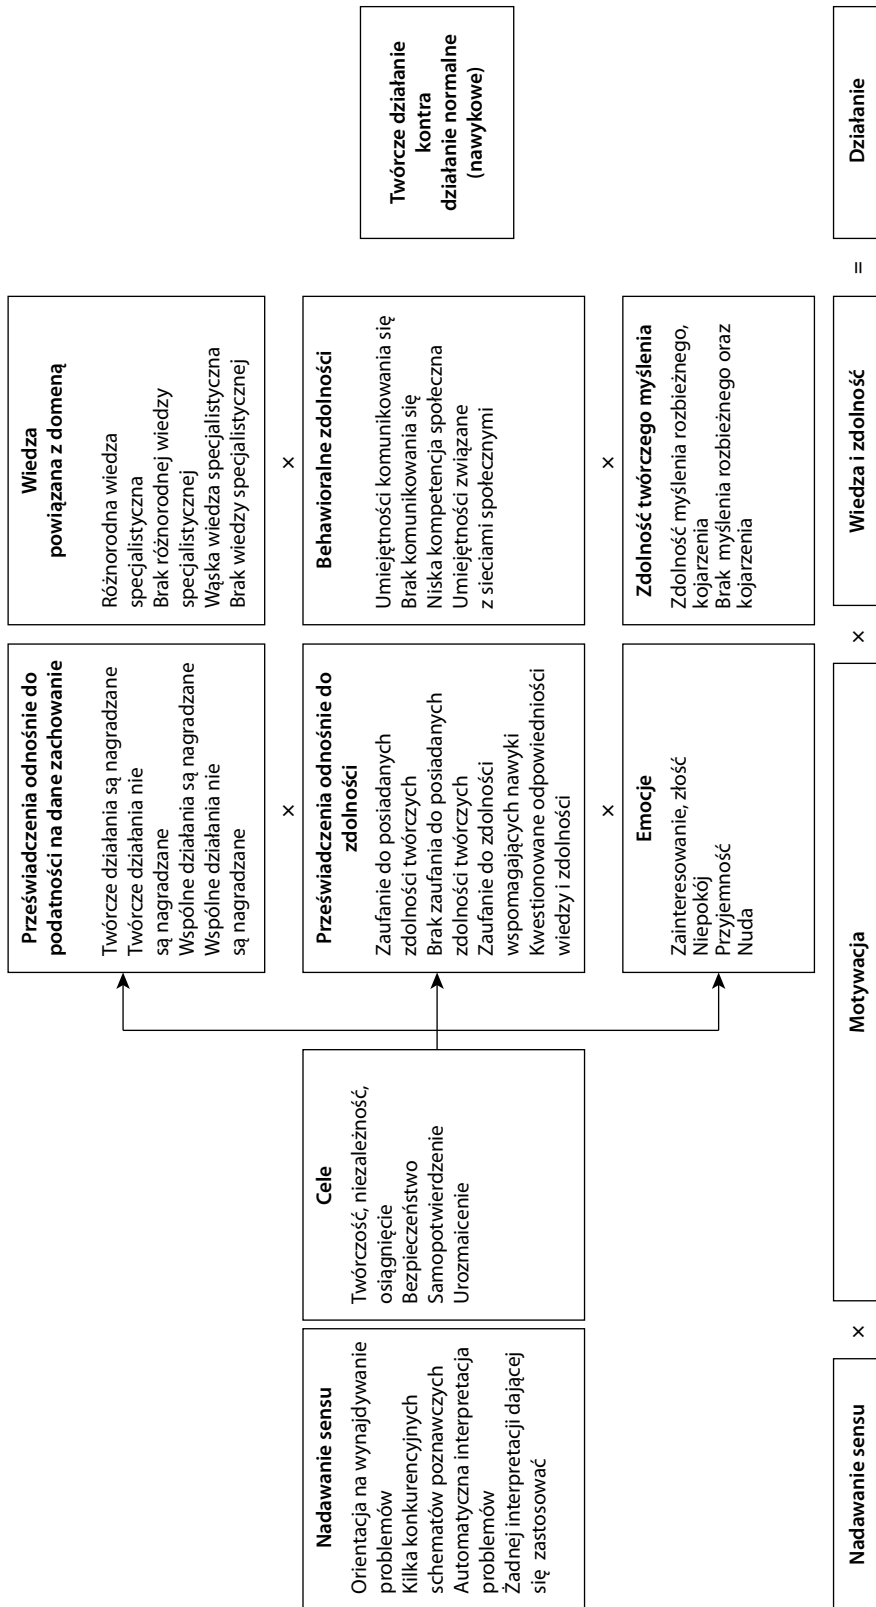 Nadawanie sensu
Orientacja na wynajdywanie
problemów
Kilka konkurencyjnych
schematów poznawczych
Automatyczna interpretacja
problemów
Żadnej interpretacji dającej
się zastosować
Cele
Twórczość, niezależność,
osiągnięcie
Bezpieczeństwo
Samopotwierdzenie
Urozmaicenie
Przeświadczenia odnośnie do
podatności na dane zachowanie
Twórcze działania są nagradzane
Twórcze działania nie
są nagradzane
Wspólne działania są nagradzane
Wspólne działania nie
są nagradzane
×
Przeświadczenia odnośnie do
zdolności
Zaufanie do posiadanych
zdolności twórczych
Brak zaufania do posiadanych
zdolności twórczych
Zaufanie do zdolności
wspomagających nawyki
Kwestionowane odpowiedniości
wiedzy i zdolności
×
Emocje
Zainteresowanie, złość
Niepokój
Przyjemność
Nuda
Wiedza
powiązana z domeną
Różnorodna wiedza
specjalistyczna
Brak różnorodnej wiedzy
specjalistycznej
Wąska wiedza specjalistyczna
Brak wiedzy specjalistycznej
×
Behawioralne zdolności
Umiejętności komunikowania się
Brak komunikowania się
Niska kompetencja społeczna
Umiejętności związane
z sieciami społecznymi
×
Zdolność twórczego myślenia
Zdolność myślenia rozbieżnego,
kojarzenia
Brak myślenia rozbieżnego oraz
kojarzenia
Twórcze działanie
kontra
działanie normalne
(nawykowe)
Nadawanie sensu × Motywacja × Wiedza i zdolność = Działanie